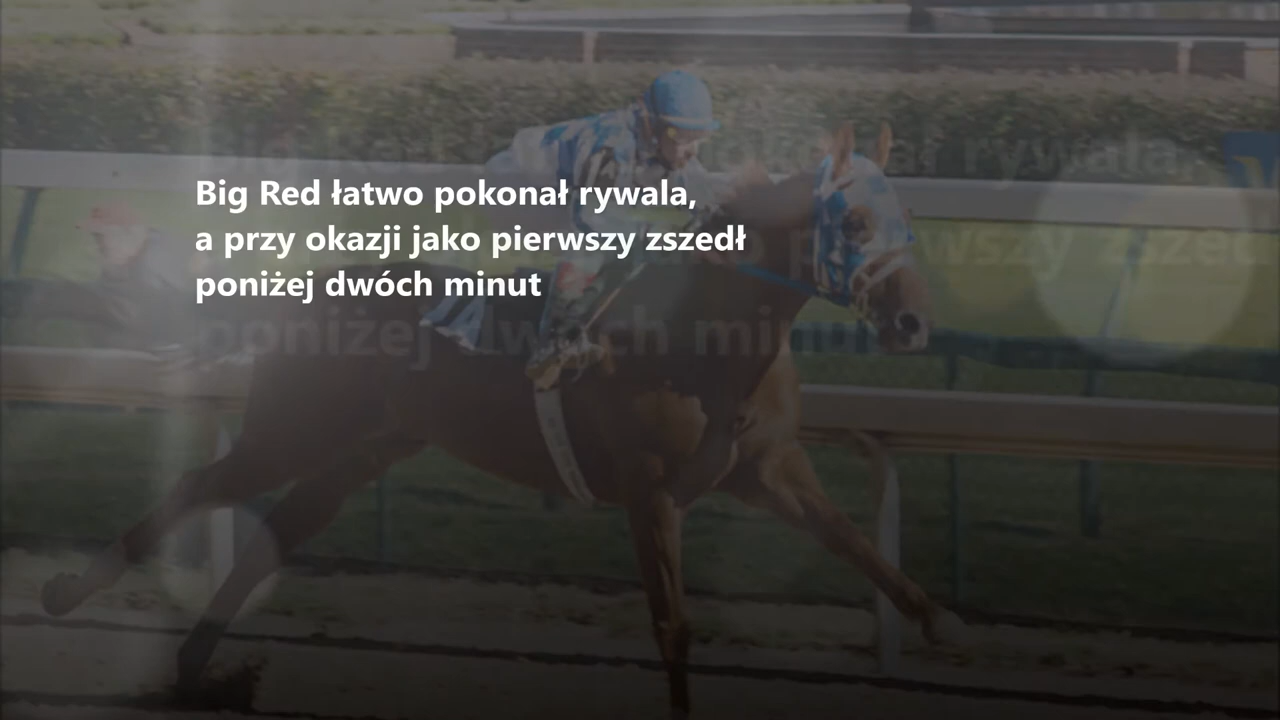 Big Red łatwo pokonał rywala,
a przy okazji jako pierwszy zszedł
poniżej dwóch minut